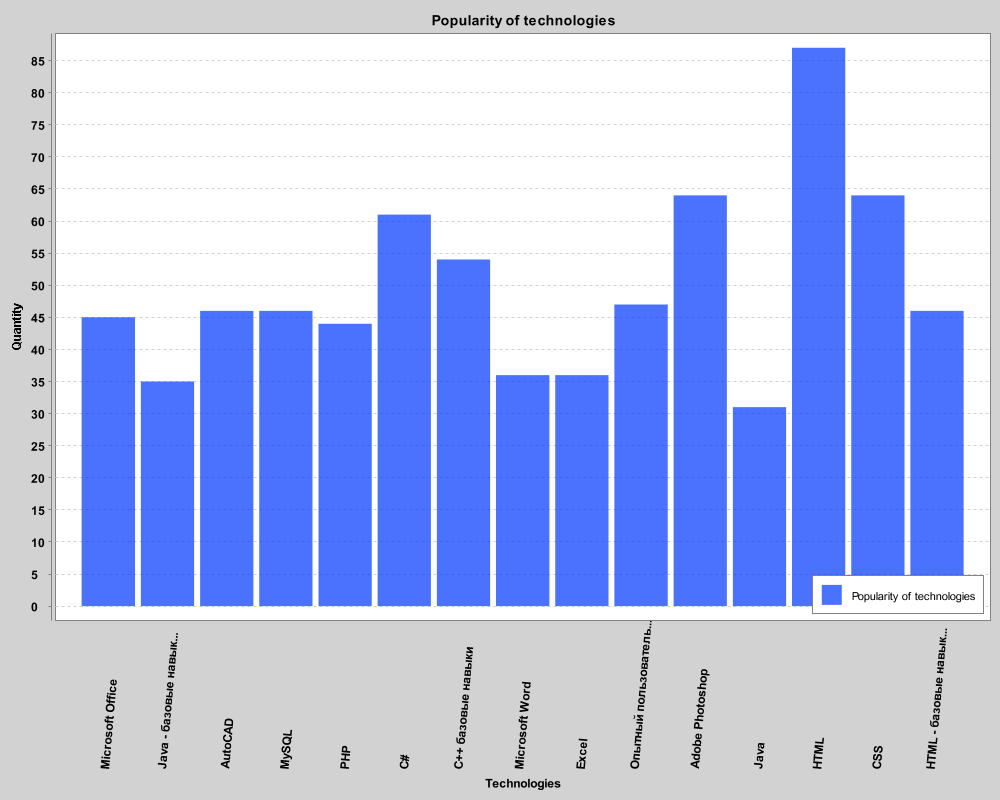 Popularity of technologies
85
80
75
70
65
60
55
50
45
40
35
30
25
20
15
10
5
0
Quantity
Popularity of technologies
Microsoft Office
Java - базовые навык...
AutoCAD
MySQL
PHP
C#
C++ базовые навыки
Microsoft Word
Excel
Опытный пользователь...
Adobe Photoshop
Java
HTML
CSS
HTML - базовые навык...
Technologies